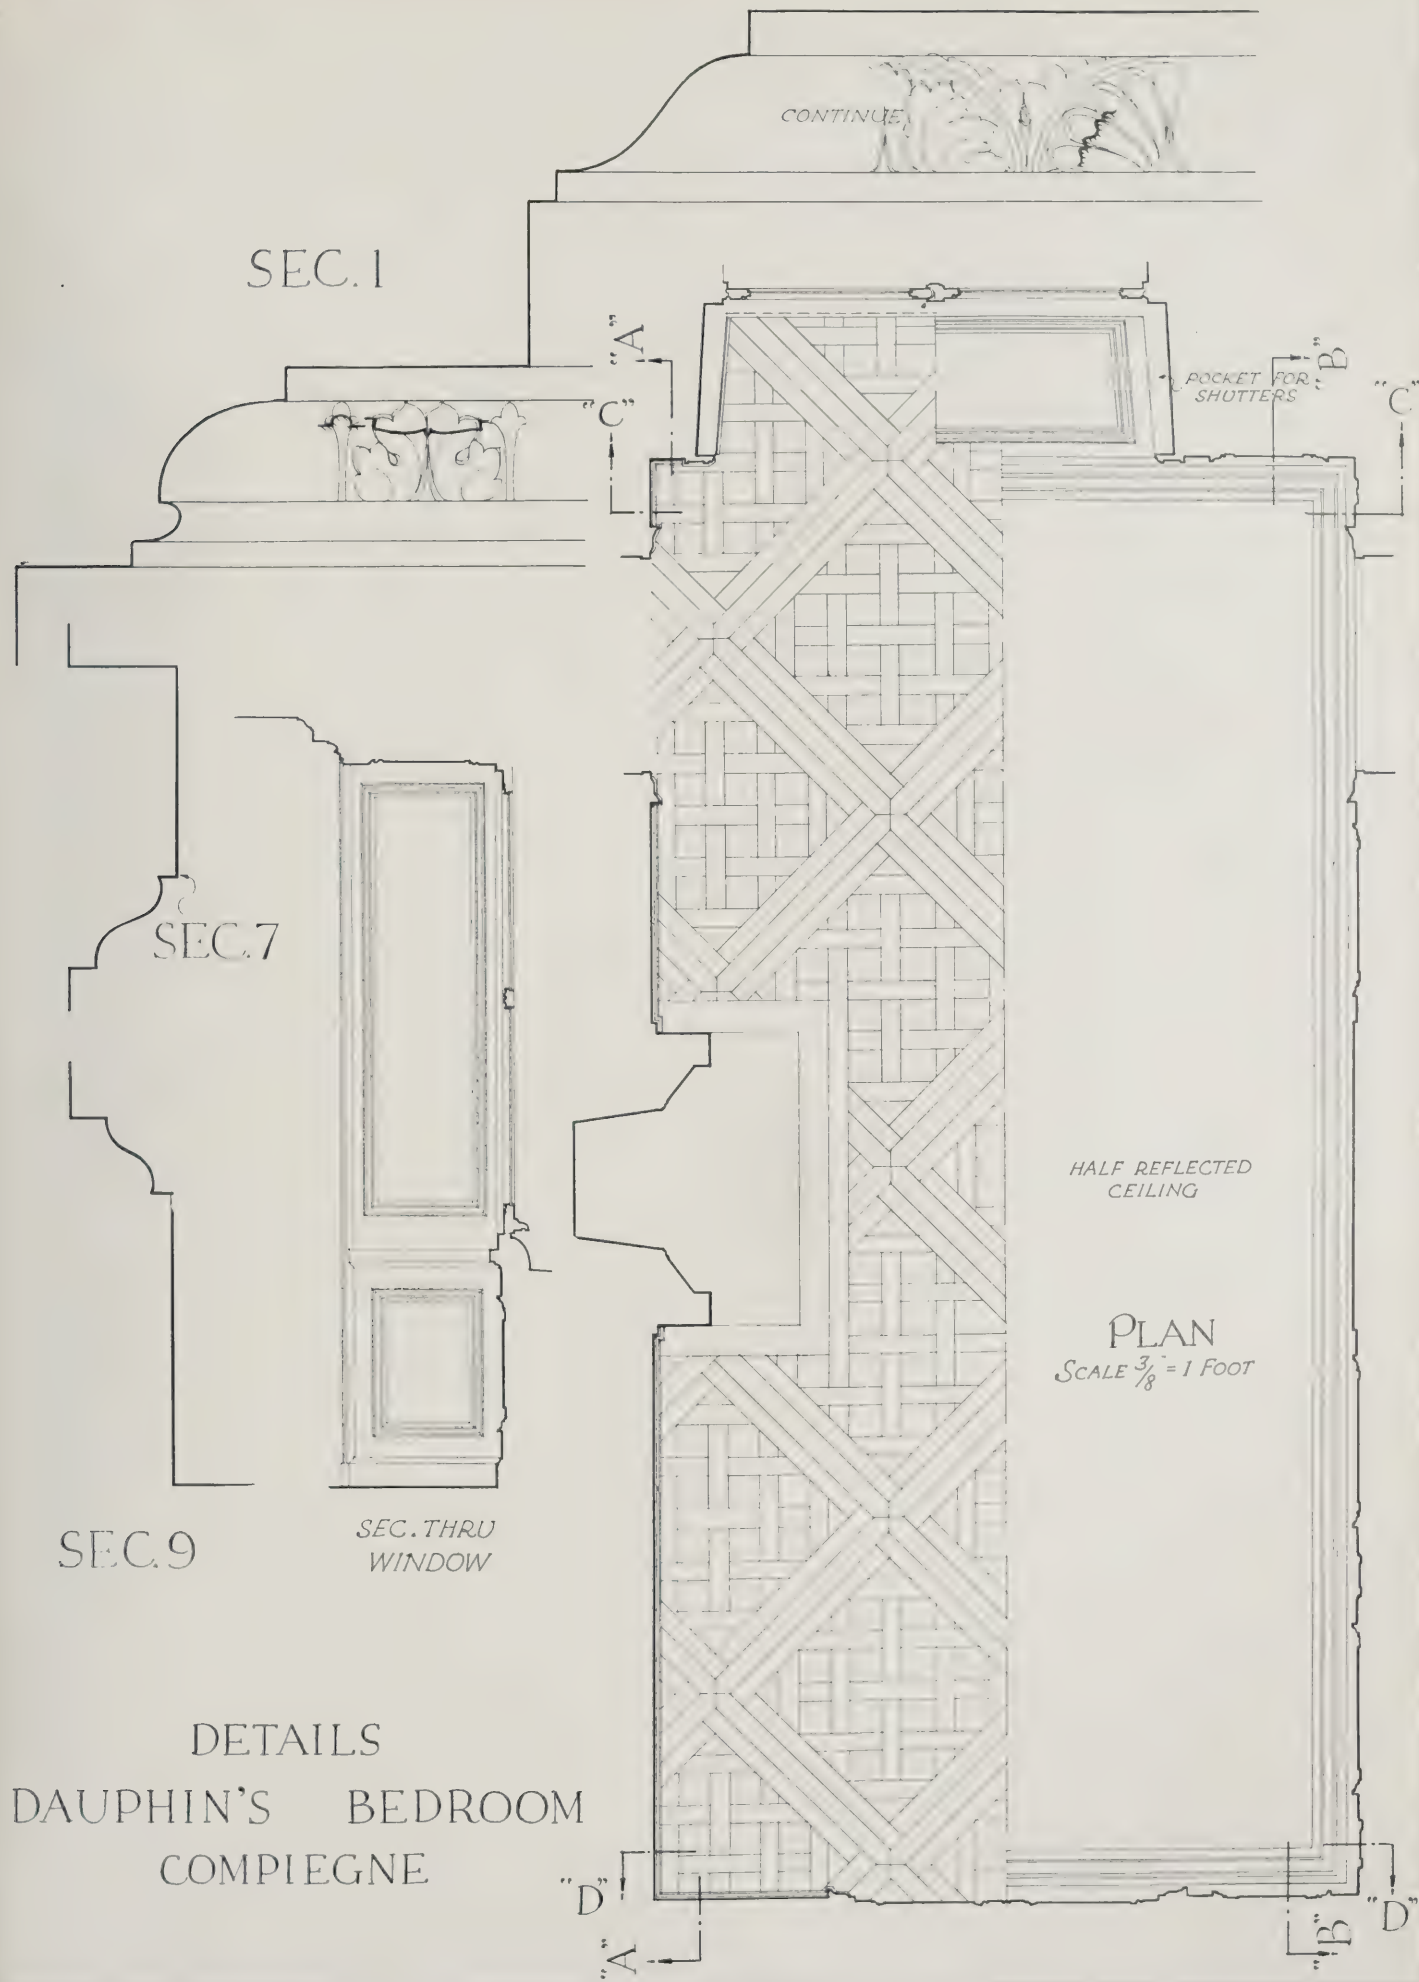 CONTINUE
SEC. 1
"A"
"B"
POCKET FOR
SHUTTERS
"C"
"C"
SEC. 7
HALF REFLECTED
CEILING
PLAN
SCALE 3/8" = 1 FOOT
SEC. 9
SEC. THRU
WINDOW
DETAILS
DAUPHIN'S BEDROOM
COMPIEGNE
"D"
"D"
"A"
"B"